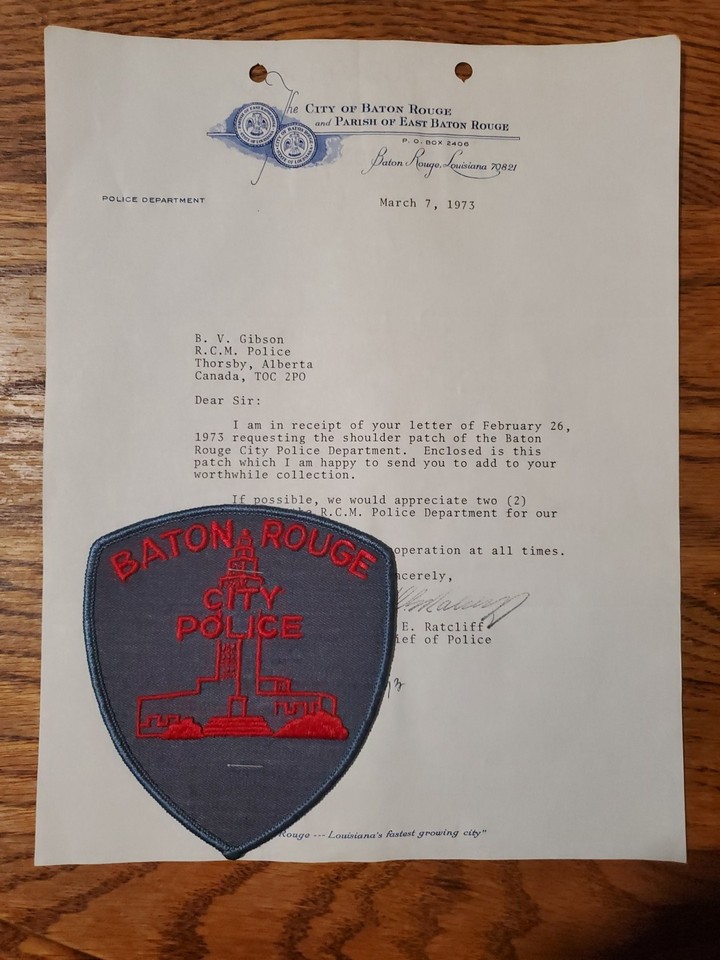 The CITY OF BATON ROUGE
and PARISH OF EAST BATON ROUGE
P. O. BOX 2406
Baton Rouge, Louisiana 70821
POLICE DEPARTMENT
March 7, 1973
B. V. Gibson
R.C.M. Police
Thorsby, Alberta
Canada, TOC 2PO
Dear Sir:
I am in receipt of your letter of February 26,
1973 requesting the shoulder patch of the Baton
Rouge City Police Department. Enclosed is this
patch which I am happy to send you to add to your
worthwhile collection.
If possible, we would appreciate two (2)
R.C.M. Police Department for our
operation at all times.
ncerely,
E. Ratcliff
ief of Police
BATON ROUGE
CITY
POLICE
Rouge --- Louisiana's fastest growing city"